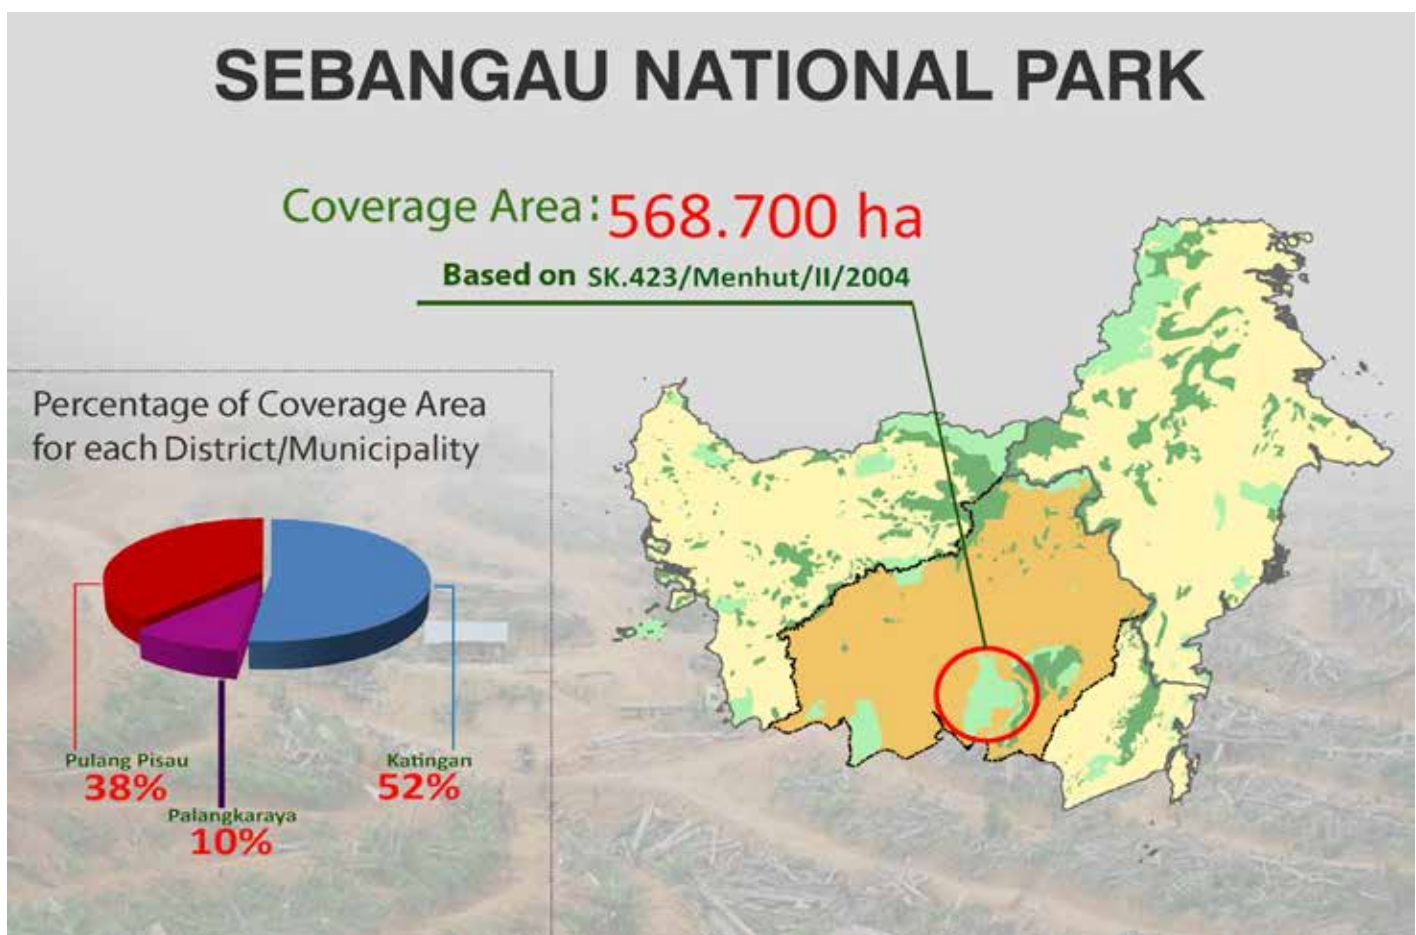 SEBANGAU NATIONAL PARK
Coverage Area: 568.700 ha
Based on SK.423/Menhut/II/2004
Percentage of Coverage Area
for each District/Municipality
Pulang Pisau
38%
Palangkaraya
10%
Katingan
52%